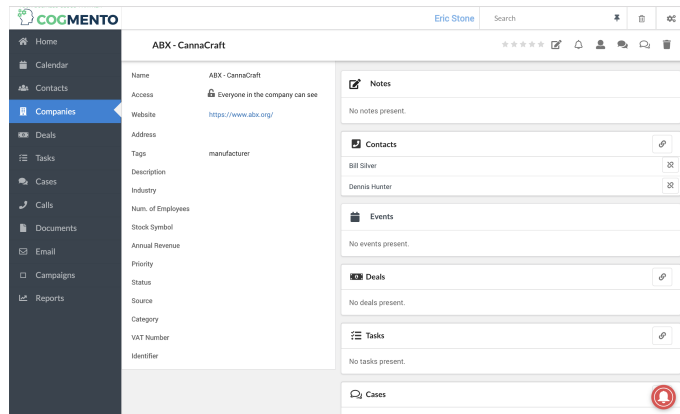 COGMENTO
Eric Stone
Search
Home
Calendar
Contacts
Companies
Deals
Tasks
Cases
Calls
Documents
Email
Campaigns
Reports
ABX - CannaCraft
Name ABX - CannaCraft
Access Everyone in the company can see
Website https://www.abx.org/
Address
Tags manufacturer
Description
Industry
Num. of Employees
Stock Symbol
Annual Revenue
Priority
Status
Source
Category
VAT Number
Identifier
Notes
No notes present.
Contacts
Bill Silver
Dennis Hunter
Events
No events present.
Deals
No deals present.
Tasks
No tasks present.
Cases